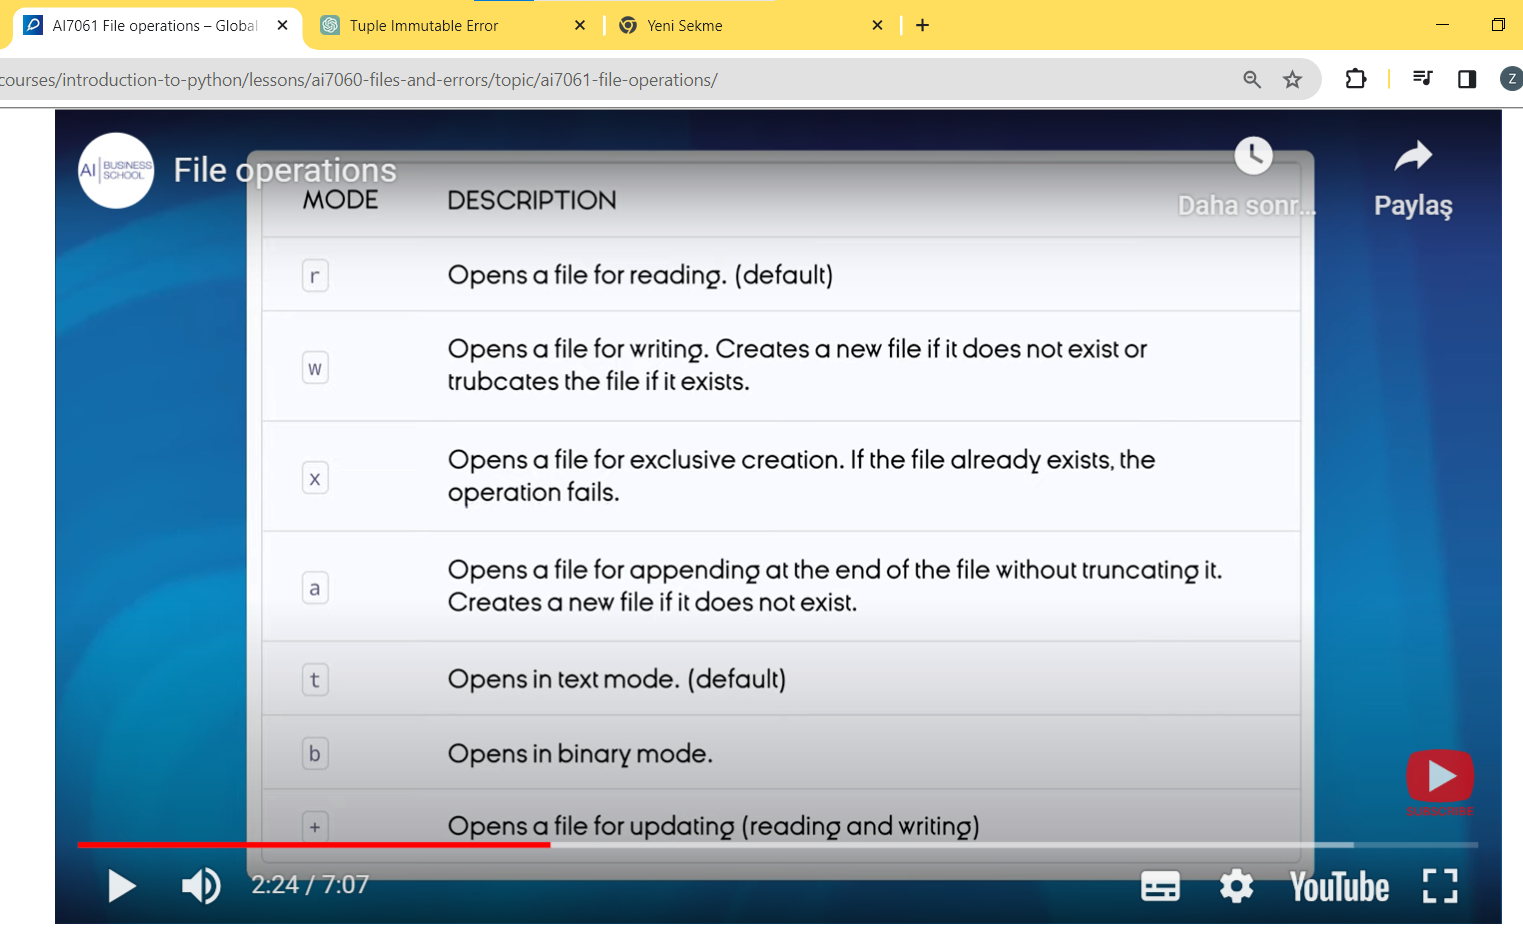 AI7061 File operations – Global
Tuple Immutable Error
Yeni Sekme
courses/introduction-to-python/lessons/ai7060-files-and-errors/topic/ai7061-file-operations/
Z
AI BUSINESS SCHOOL
File operations
Daha sonr...
Paylaş
MODE DESCRIPTION
r Opens a file for reading. (default)
w Opens a file for writing. Creates a new file if it does not exist or
trubcates the file if it exists.
x Opens a file for exclusive creation. If the file already exists, the
operation fails.
a Opens a file for appending at the end of the file without truncating it.
Creates a new file if it does not exist.
t Opens in text mode. (default)
b Opens in binary mode.
+ Opens a file for updating (reading and writing)
SUBSCRIBE
2:24 / 7:07
YouTube